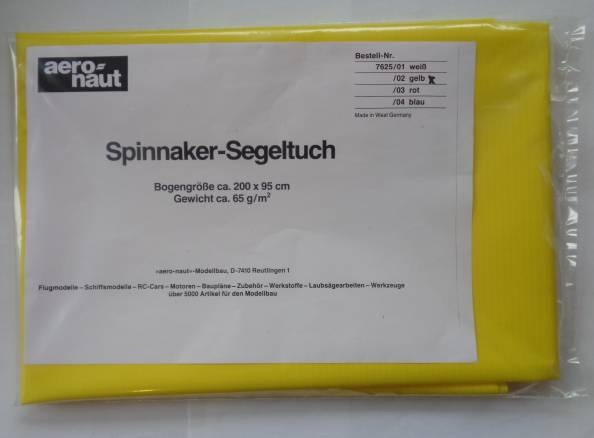 aero=
naut
Bestell-Nr.
7625/01 weiß
/02 gelb x
/03 rot
/04 blau
Made in West Germany
Spinnaker-Segeltuch
Bogengröße ca. 200 x 95 cm
Gewicht ca. 65 g/m²
»aero-naut«-Modellbau, D-7410 Reutlingen 1
Flugmodelle – Schiffsmodelle – RC-Cars – Motoren – Baupläne – Zubehör – Werkstoffe – Laubsägearbeiten – Werkzeuge
über 5000 Artikel für den Modellbau